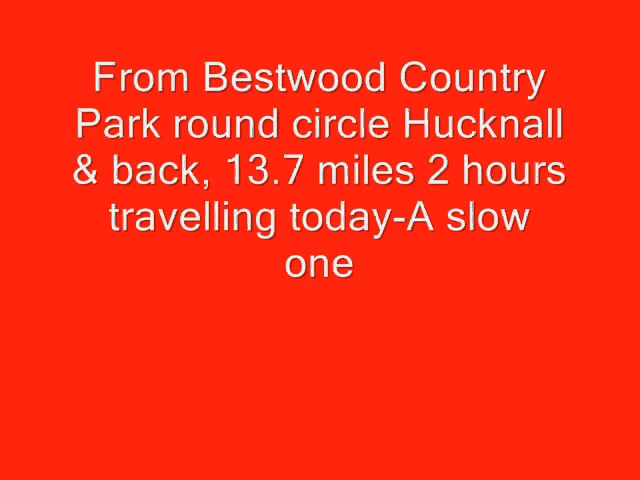 From Bestwood Country
Park round circle Hucknall
& back, 13.7 miles 2 hours
travelling today-A slow
one